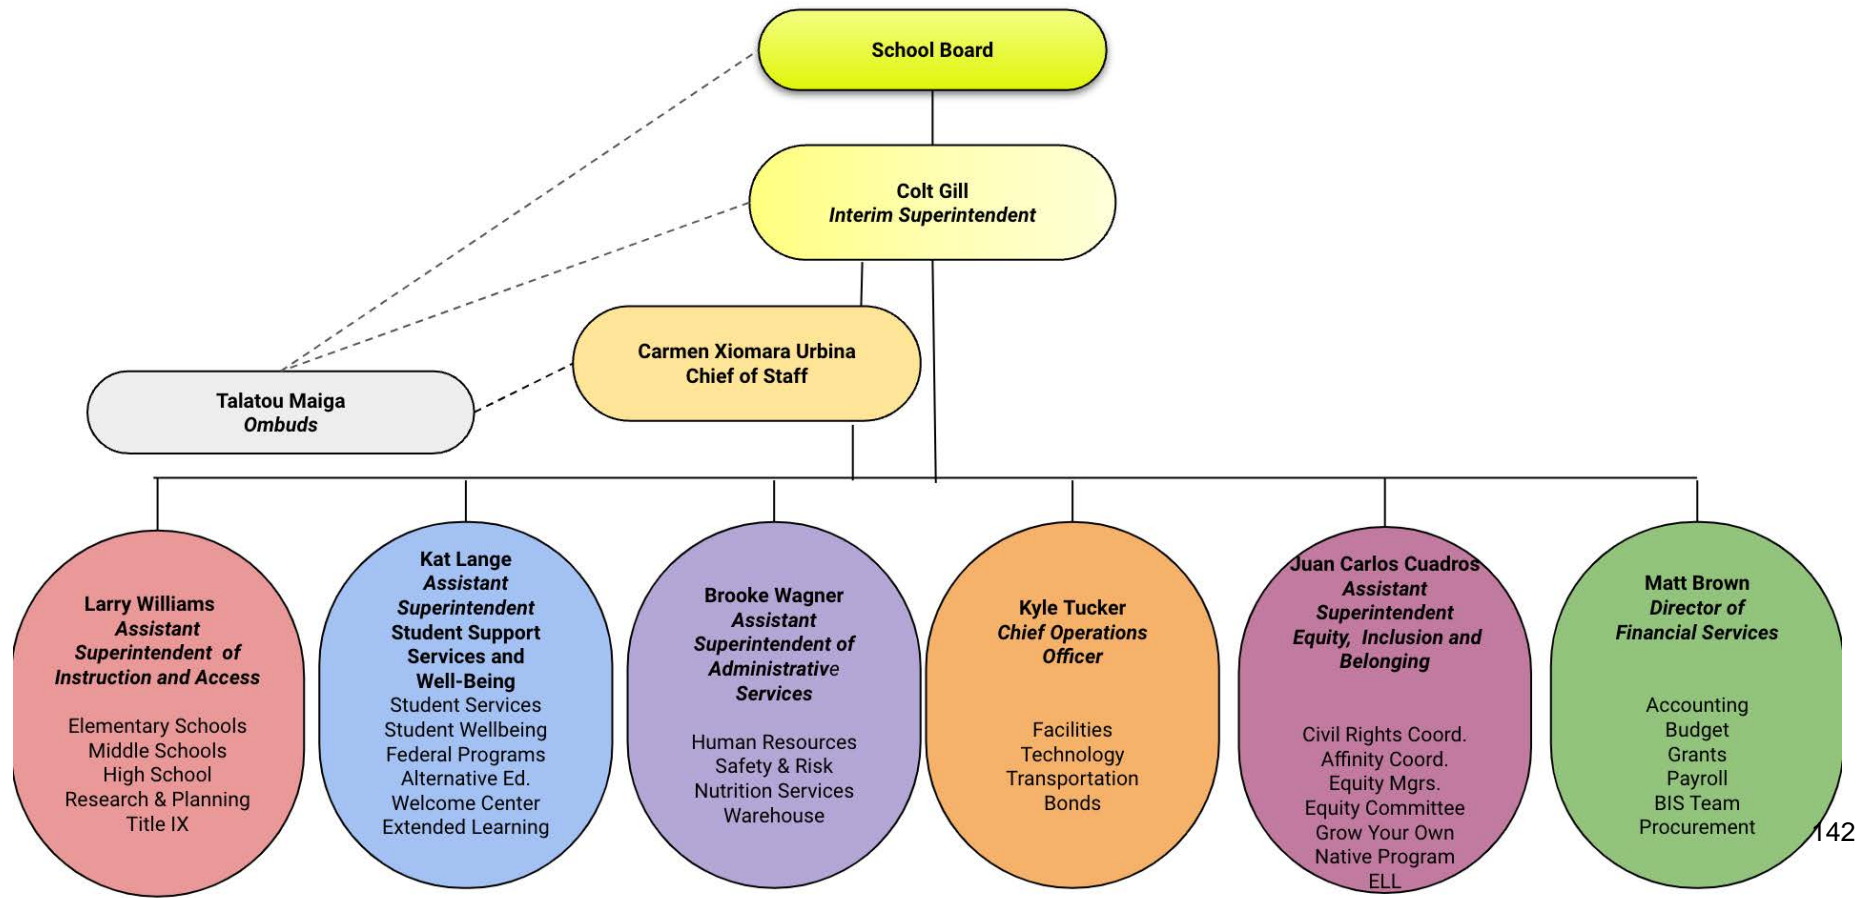 School Board
Colt Gill
Interim Superintendent
Carmen Xiomara Urbina
Chief of Staff
Talatou Maiga
Ombuds
Larry Williams
Assistant
Superintendent of
Instruction and Access
Elementary Schools
Middle Schools
High School
Research & Planning
Title IX
Kat Lange
Assistant
Superintendent
Student Support
Services and
Well-Being
Student Services
Student Wellbeing
Federal Programs
Alternative Ed.
Welcome Center
Extended Learning
Brooke Wagner
Assistant
Superintendent of
Administrative
Services
Human Resources
Safety & Risk
Nutrition Services
Warehouse
Kyle Tucker
Chief Operations
Officer
Facilities
Technology
Transportation
Bonds
Juan Carlos Cuadros
Assistant
Superintendent
Equity, Inclusion and
Belonging
Civil Rights Coord.
Affinity Coord.
Equity Mgrs.
Equity Committee
Grow Your Own
Native Program
ELL
Matt Brown
Director of
Financial Services
Accounting
Budget
Grants
Payroll
BIS Team
Procurement
142